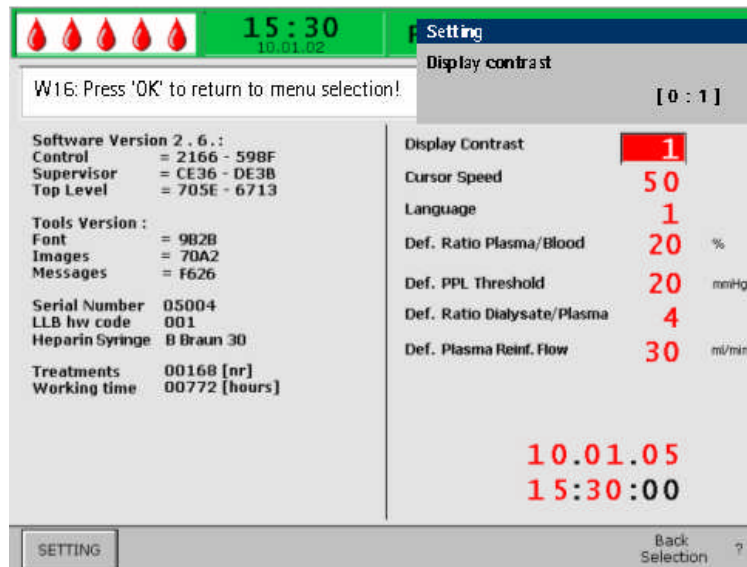 15:30
10.01.02
Setting
Display contrast
[0:1]
W16: Press 'OK' to return to menu selection!
Software Version 2.6.:
Control = 2166 - 598F
Supervisor = CE36 - DE3B
Top Level = 705E - 6713
Tools Version :
Font = 9B2B
Images = 70A2
Messages = F626
Serial Number 05004
LLB hw code 001
Heparin Syringe B Braun 30
Treatments 00168 [nr]
Working time 00772 [hours]
Display Contrast 1
Cursor Speed 50
Language 1
Def. Ratio Plasma/Blood 20 %
Def. PPL Threshold 20 mmHg
Def. Ratio Dialysate/Plasma 4
Def. Plasma Reinf. Flow 30 ml/min
10.01.05
15:30:00
SETTING
Back
Selection ?